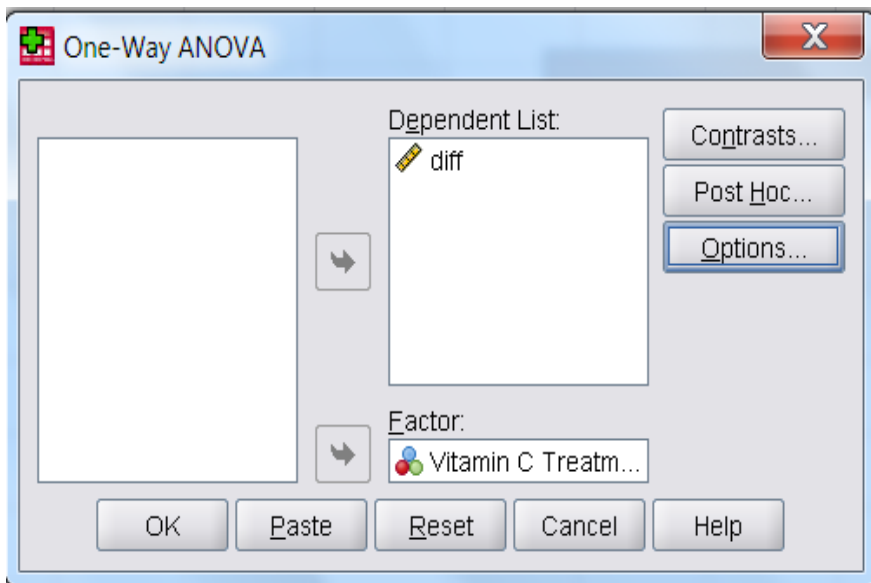 One-Way ANOVA
X
Dependent List:
diff
Contrasts...
Post Hoc...
Options...
Factor:
Vitamin C Treatm...
OK Paste Reset Cancel Help